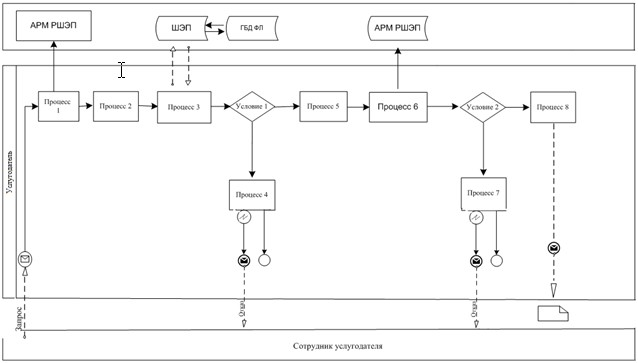 АРМ РШЭП
ШЭП
ГБД ФЛ
АРМ РШЭП
Услугодатель
Процесс
1
Процесс 2
Процесс 3
Условие 1
Процесс 5
Процесс 6
Условие 2
Процесс 8
Процесс 4
Процесс 7
Запрос
Отказ
Отказ
Сотрудник услугодателя